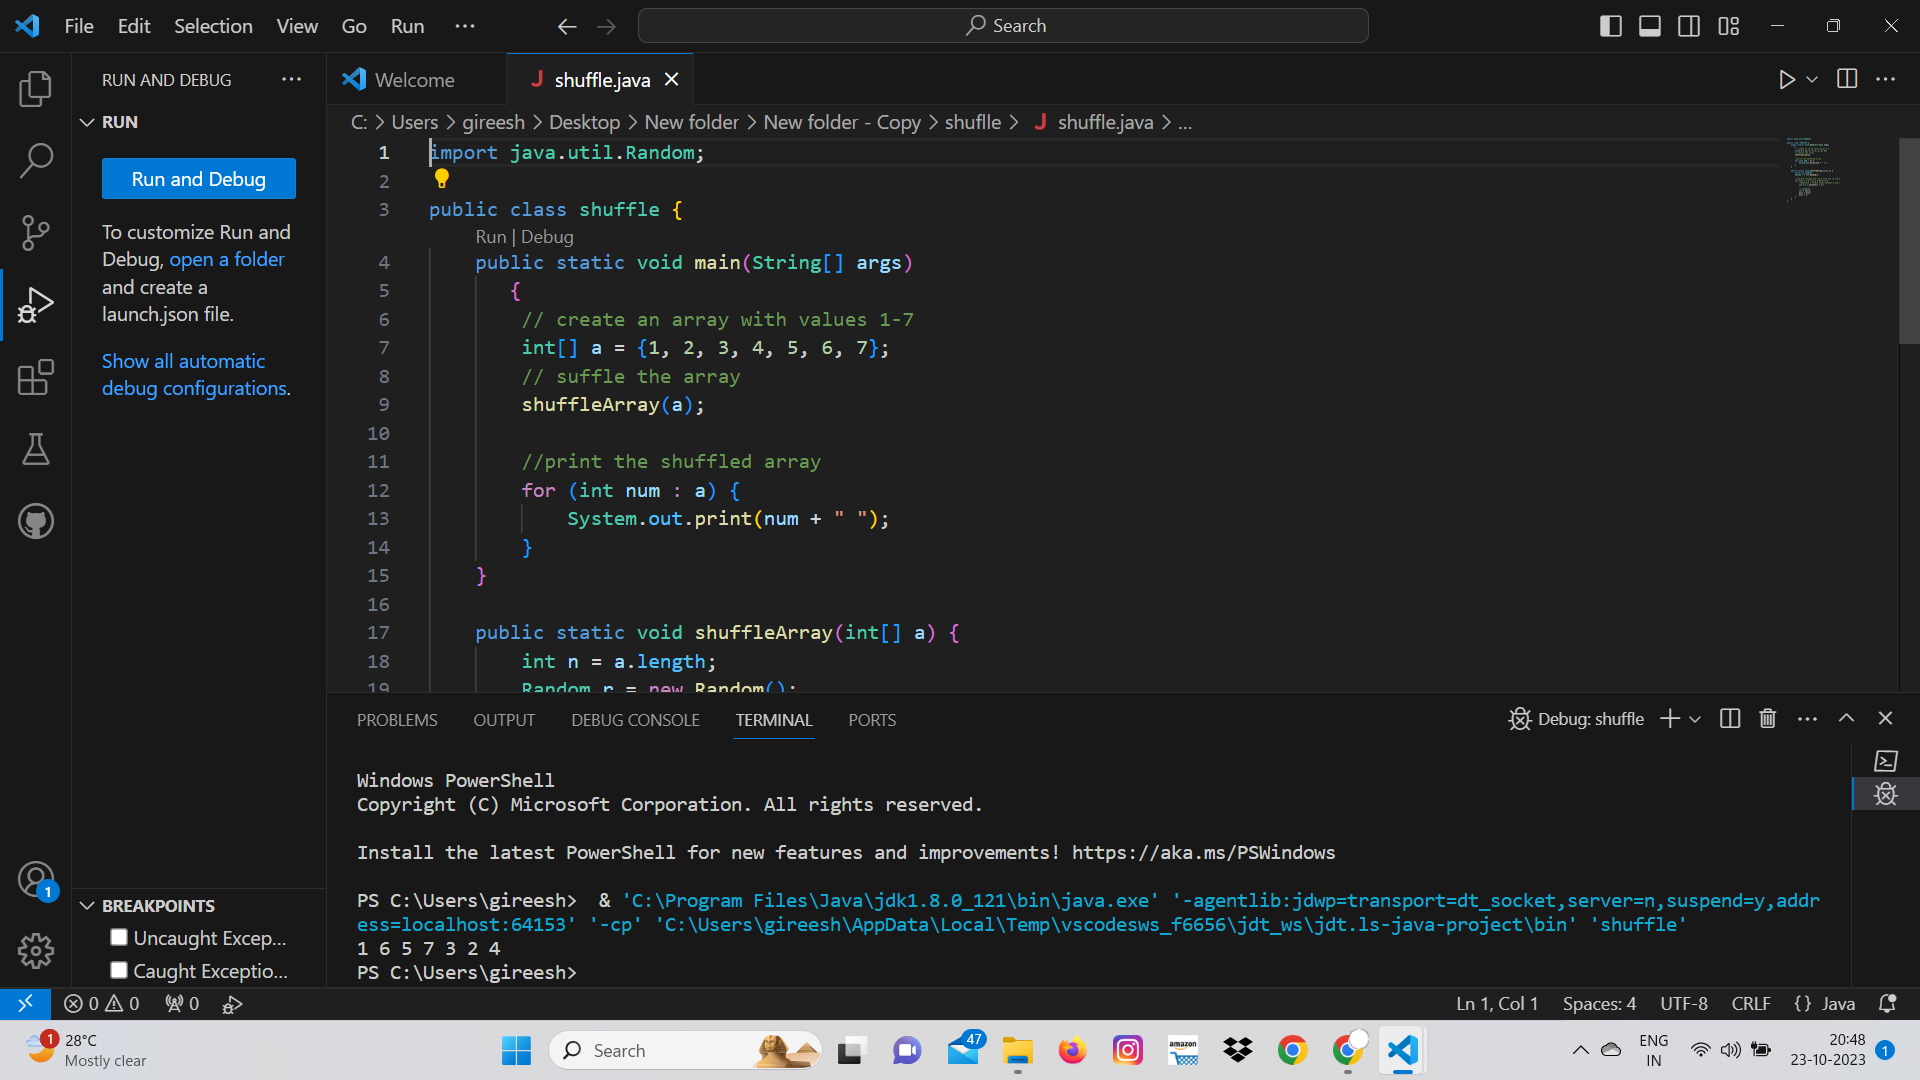 File Edit Selection View Go Run ···
Search
RUN AND DEBUG ···
RUN
Run and Debug
To customize Run and
Debug, open a folder
and create a
launch.json file.
Show all automatic
debug configurations.
BREAKPOINTS
Uncaught Excep...
Caught Exceptio...
Welcome
J shuffle.java
C: > Users > gireesh > Desktop > New folder > New folder - Copy > shuflle > J shuffle.java > ...
1 import java.util.Random;
2
3 public class shuffle {
Run | Debug
4 public static void main(String[] args)
5 {
6 // create an array with values 1-7
7 int[] a = {1, 2, 3, 4, 5, 6, 7};
8 // suffle the array
9 shuffleArray(a);
10
11 //print the shuffled array
12 for (int num : a) {
13 System.out.print(num + " ");
14 }
15 }
16
17 public static void shuffleArray(int[] a) {
18 int n = a.length;
19 Random r = new Random();
PROBLEMS OUTPUT DEBUG CONSOLE TERMINAL PORTS
Debug: shuffle
Windows PowerShell
Copyright (C) Microsoft Corporation. All rights reserved.
Install the latest PowerShell for new features and improvements! https://aka.ms/PSWindows
PS C:\Users\gireesh>  & 'C:\Program Files\Java\jdk1.8.0_121\bin\java.exe' '-agentlib:jdwp=transport=dt_socket,server=n,suspend=y,addr
ess=localhost:64153' '-cp' 'C:\Users\gireesh\AppData\Local\Temp\vscodesws_f6656\jdt_ws\jdt.ls-java-project\bin' 'shuffle'
1 6 5 7 3 2 4
PS C:\Users\gireesh>
1
0 0 0
Ln 1, Col 1 Spaces: 4 UTF-8 CRLF {} Java
1
28°C
Mostly clear
Search
47
amazon
ENG
IN
20:48
23-10-2023
1